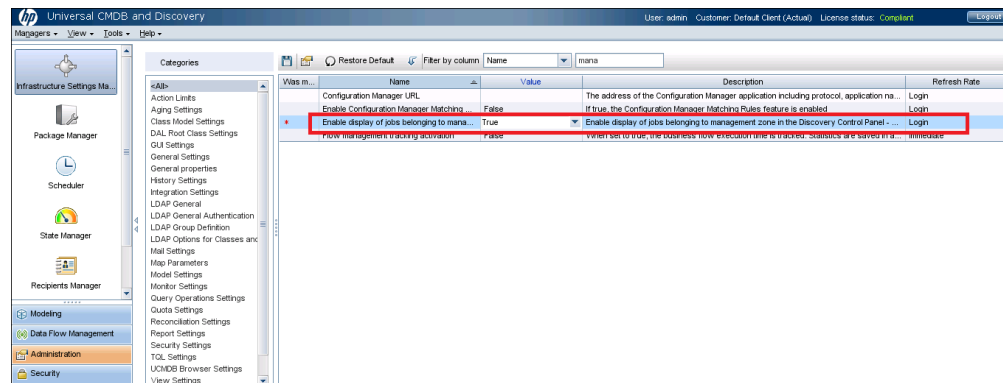 hp Universal CMDB and Discovery User: admin Customer: Default Client (Actual) License status: Compliant Logout
Managers View Tools Help
Infrastructure Settings Ma...
Package Manager
Scheduler
State Manager
Recipients Manager
Modeling
Data Flow Management
Administration
Security
Categories
<All>
Action Limits
Aging Settings
Class Model Settings
DAL Root Class Settings
GUI Settings
General Settings
General properties
History Settings
Integration Settings
LDAP General
LDAP General Authentication
LDAP Group Definition
LDAP Options for Classes and
Mail Settings
Map Parameters
Model Settings
Monitor Settings
Query Operations Settings
Quota Settings
Reconciliation Settings
Report Settings
Security Settings
TQL Settings
UCMDB Browser Settings
View Settings
Restore Default Filter by column Name mana
Was m... Name Value Description Refresh Rate
Configuration Manager URL The address of the Configuration Manager application including protocol, application na... Login
Enable Configuration Manager Matching ... False If true, the Configuration Manager Matching Rules feature is enabled Login
* Enable display of jobs belonging to mana... True Enable display of jobs belonging to management zone in the Discovery Control Panel - ... Login
Flow management tracking activation False When set to true, the business flow execution time is tracked. Statistics are saved in a... Immediate